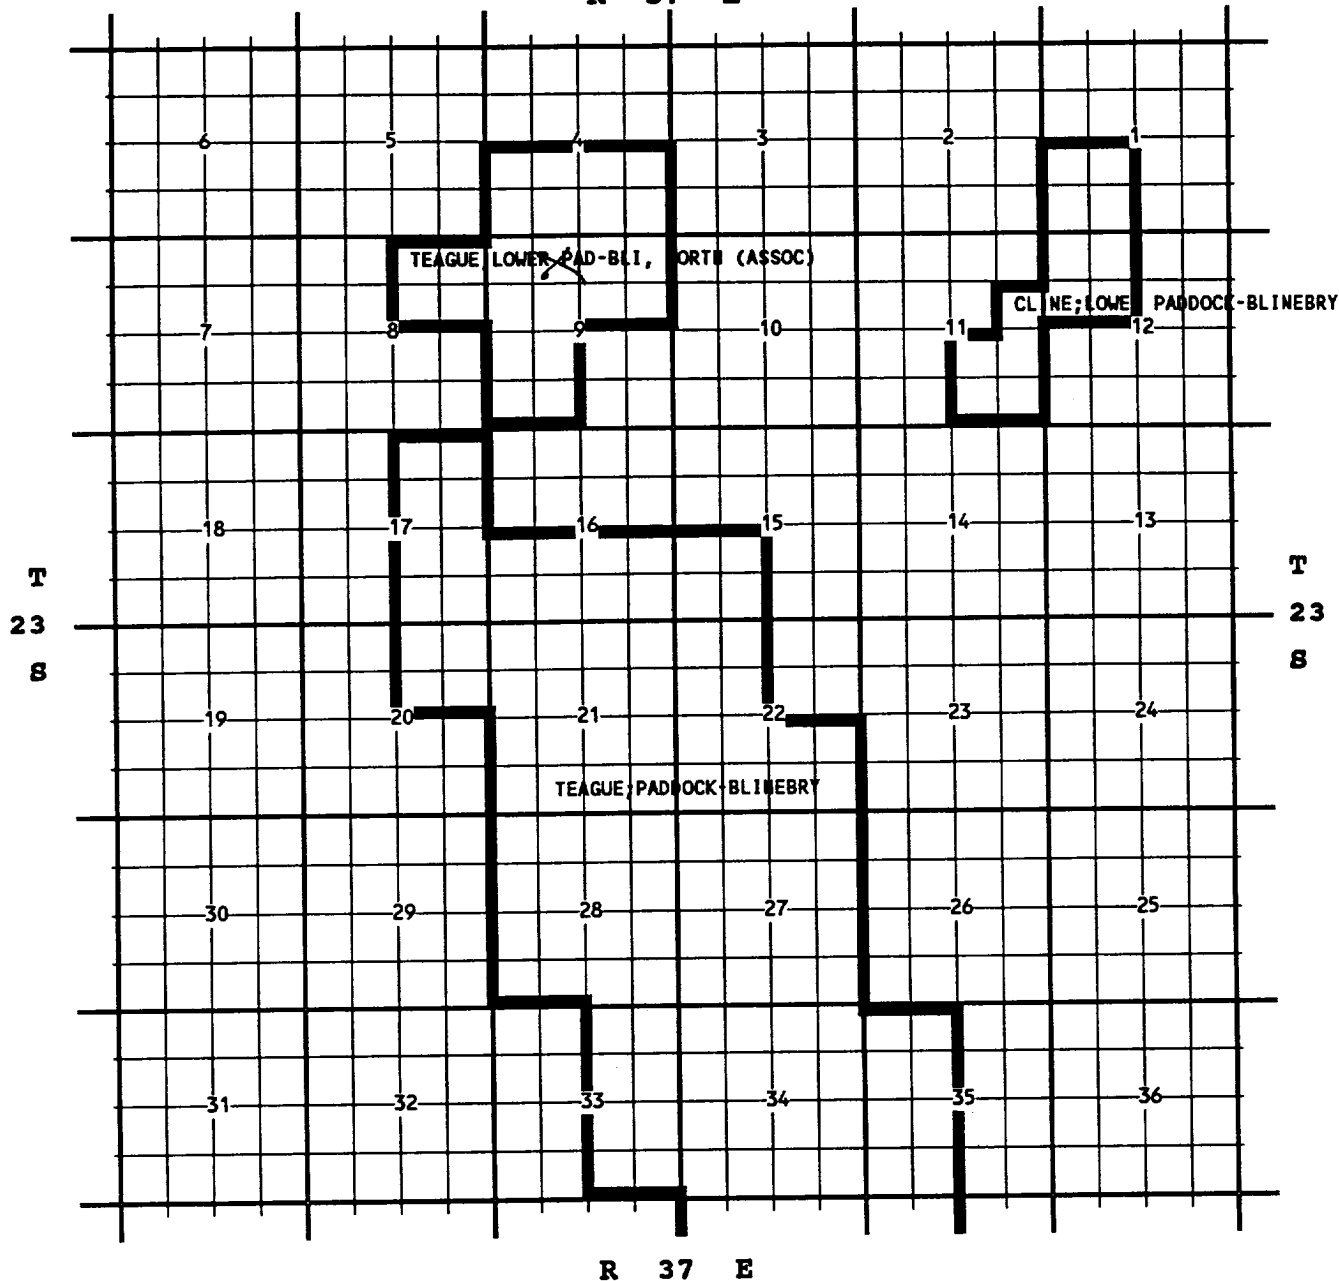 6 5 4 3 2 1
TEAGUE;LOWER PAD-BLI, NORTH (ASSOC)
CLINE;LOWER PADDOCK-BLINEBRY
7 8 9 10 11 12
18 17 16 15 14 13
T
23
S
T
23
S
19 20 21 22 23 24
TEAGUE;PADDOCK-BLINEBRY
30 29 28 27 26 25
31 32 33 34 35 36
R 37 E